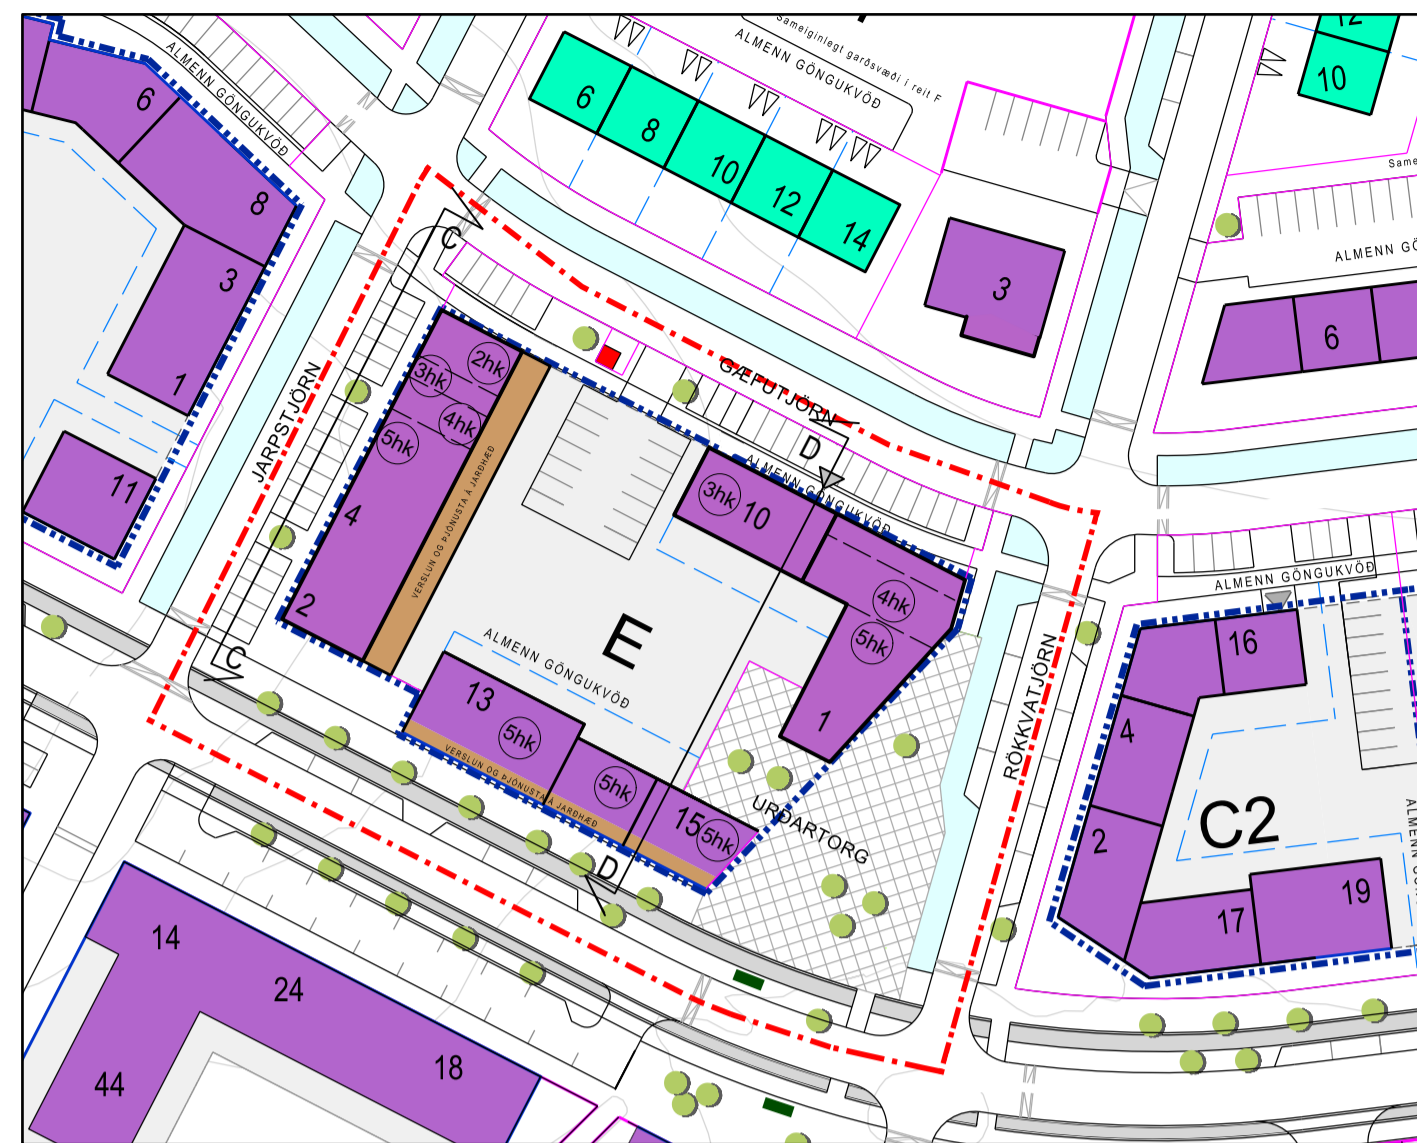 ALMENN GÖNGUKVÖÐ
6
8
3
1
11
Sameiginlegt garðsvæði í reit F
ALMENN GÖNGUKVÖÐ
6
8
10
12
14
3
12
10
ALMENN
6
JARPSTJÖRN
GÆFUTJÖRN
RÖKKVATJÖRN
C
C
D
D
2hk
3hk
4hk
5hk
4
2
VERSLUN OG ÞJÓNUSTA Á JARÐHÆÐ
3hk
10
ALMENN GÖNGUKVÖÐ
4hk
5hk
1
E
ALMENN GÖNGUKVÖÐ
13
5hk
5hk
15
5hk
VERSLUN OG ÞJÓNUSTA Á JARÐHÆÐ
URÐARTORG
ALMENN GÖNGUKVÖÐ
16
4
2
C2
17
19
14
24
18
44